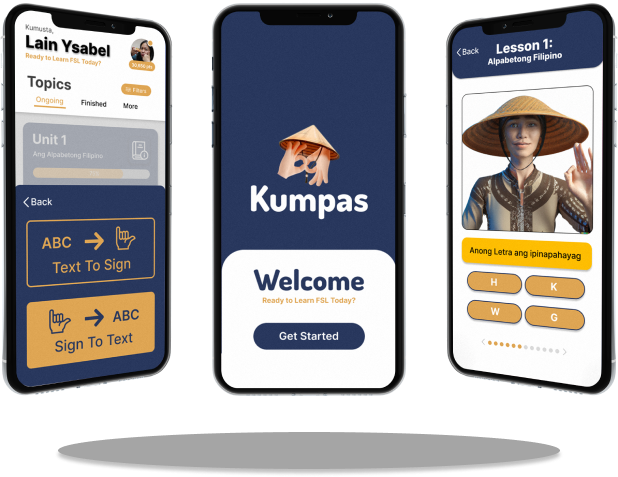 Kumusta,
Lain Ysabel
Ready to Learn FSL Today?
Topics
Filters
Ongoing Finished More
Unit 1
Ang Alpabetong Filipino
Back
ABC
Text To Sign
ABC
Sign To Text
Kumpas
Welcome
Ready to Learn FSL Today?
Get Started
Back
Lesson 1:
Alpabetong Filipino
Anong Letra ang ipinapahayag
H K
W G